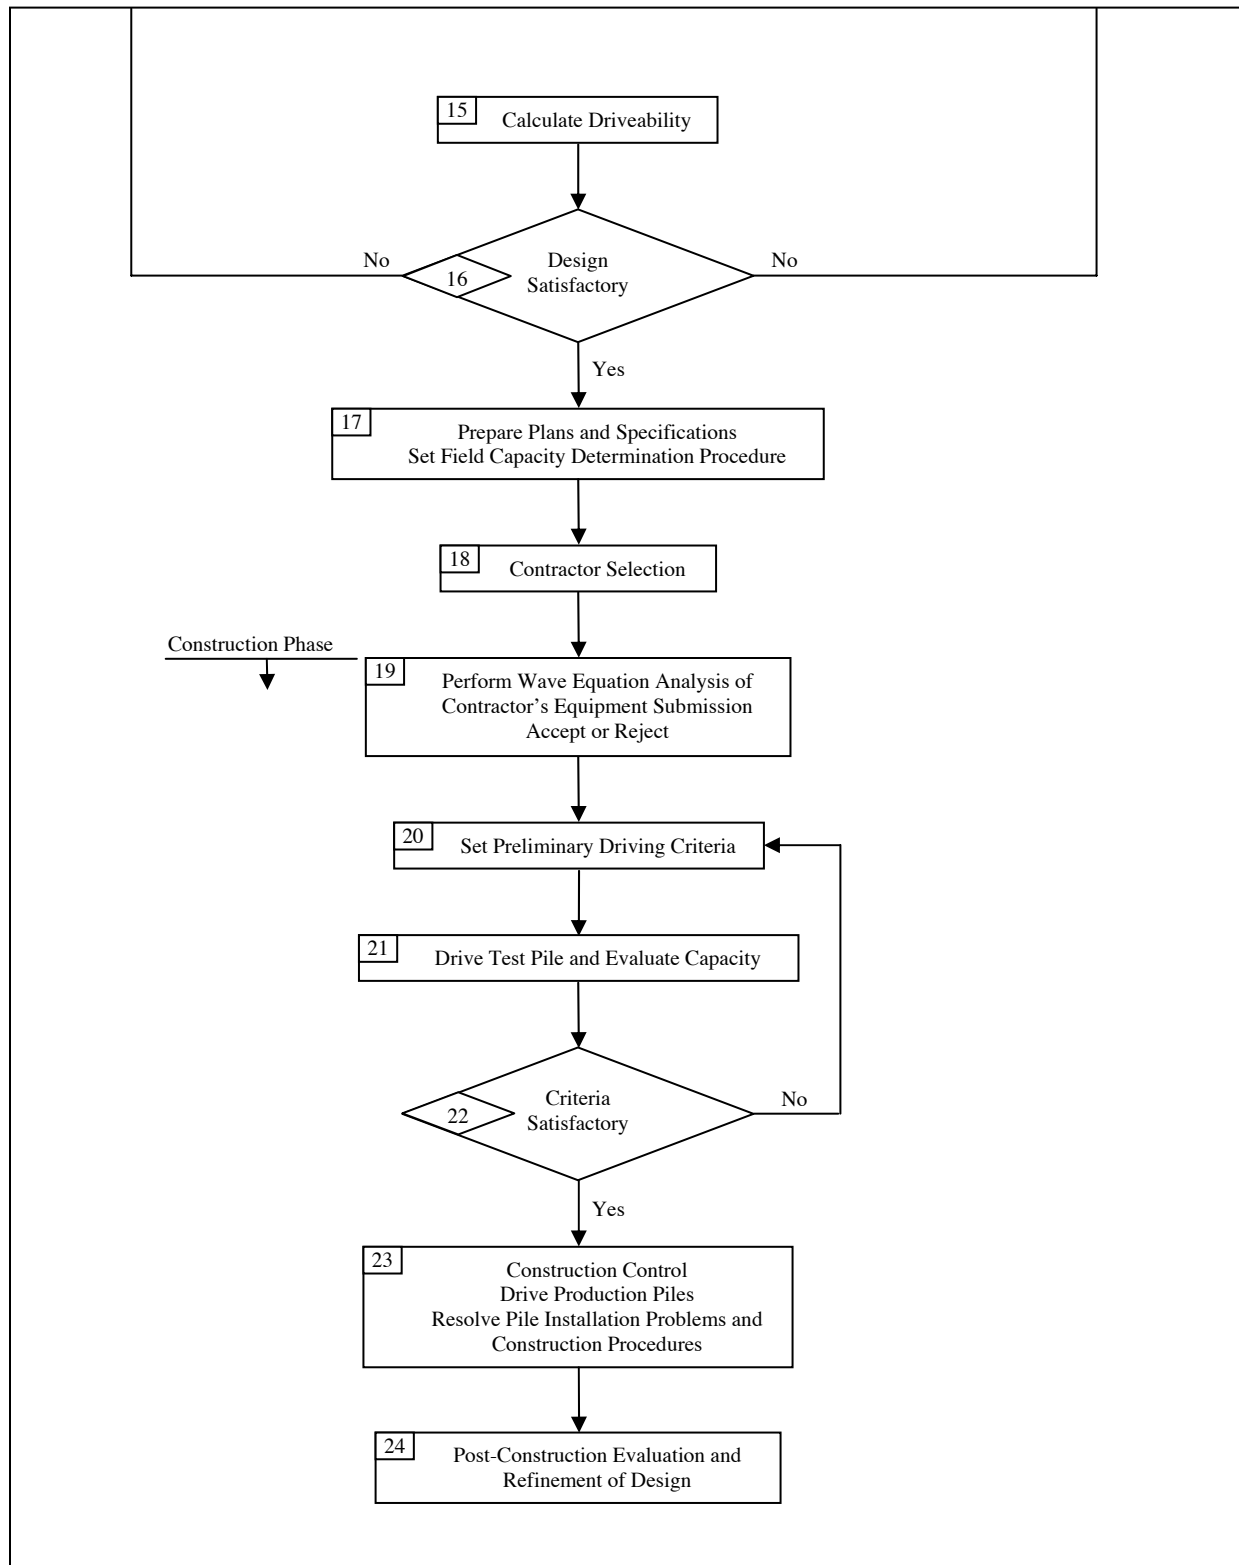 15
Calculate Driveability
No
No
16
Design
Satisfactory
Yes
17
Prepare Plans and Specifications
Set Field Capacity Determination Procedure
18
Contractor Selection
Construction Phase
19
Perform Wave Equation Analysis of
Contractor’s Equipment Submission
Accept or Reject
20
Set Preliminary Driving Criteria
21
Drive Test Pile and Evaluate Capacity
22
Criteria
Satisfactory
No
Yes
23
Construction Control
Drive Production Piles
Resolve Pile Installation Problems and
Construction Procedures
24
Post-Construction Evaluation and
Refinement of Design